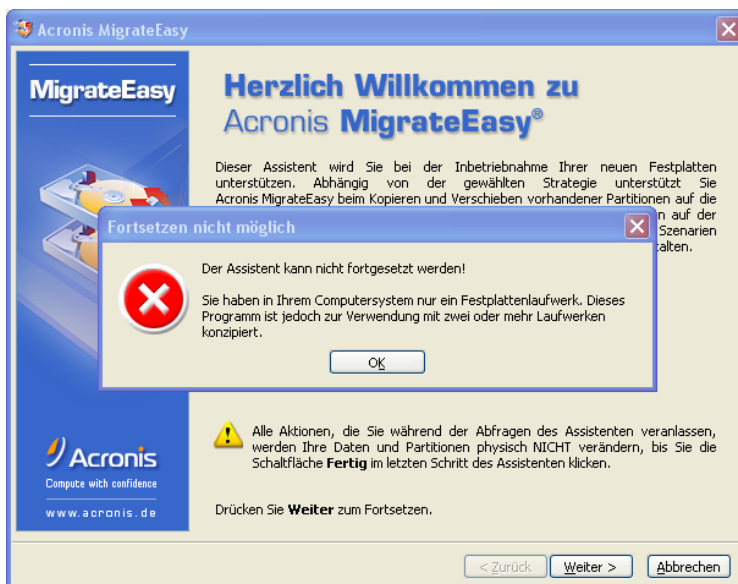 Acronis MigrateEasy
MigrateEasy
Herzlich Willkommen zu
Acronis MigrateEasy®
Dieser Assistent wird Sie bei der Inbetriebnahme Ihrer neuen Festplatten
unterstützen. Abhängig von der gewählten Strategie unterstützt Sie
Acronis MigrateEasy beim Kopieren und Verschieben vorhandener Partitionen auf die
n auf der
Szenarien
alten.
Fortsetzen nicht möglich
Der Assistent kann nicht fortgesetzt werden!
Sie haben in Ihrem Computersystem nur ein Festplattenlaufwerk. Dieses
Programm ist jedoch zur Verwendung mit zwei oder mehr Laufwerken
konzipiert.
OK
Alle Aktionen, die Sie während der Abfragen des Assistenten veranlassen,
werden Ihre Daten und Partitionen physisch NICHT verändern, bis Sie die
Schaltfläche Fertig im letzten Schritt des Assistenten klicken.
Acronis
Compute with confidence
www.acronis.de
Drücken Sie Weiter zum Fortsetzen.
< Zurück
Weiter >
Abbrechen